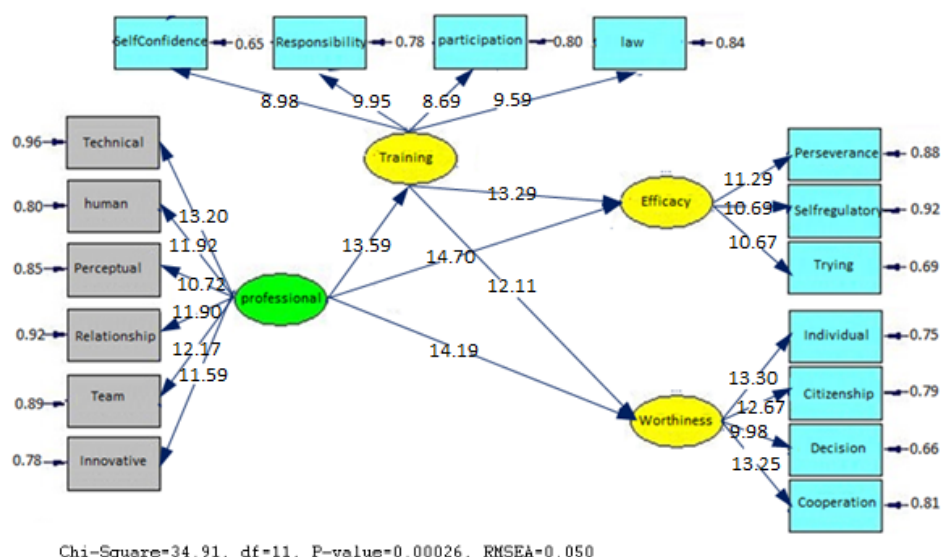 SelfConfidence 0.65 Responsibility 0.78 participation 0.80 law 0.84
8.98 9.95 8.69 9.59
0.96 Technical
Training
Perseverance 0.88
11.29
13.29
Efficacy
0.80 human
13.20
10.69 Selfregulatory 0.92
11.92
13.59
14.70
10.67
0.85 Perceptual
Trying 0.69
10.72
12.11
professional
11.90
0.92 Relationship
Individual 0.75
12.17
14.19
11.59
13.30
0.89 Team
Citizenship 0.79
12.67
Worthiness
9.98
Decision 0.66
0.78 Innovative
13.25
Cooperation 0.81
Chi-Square=34.91, df=11, P-value=0.00026, RMSEA=0.050